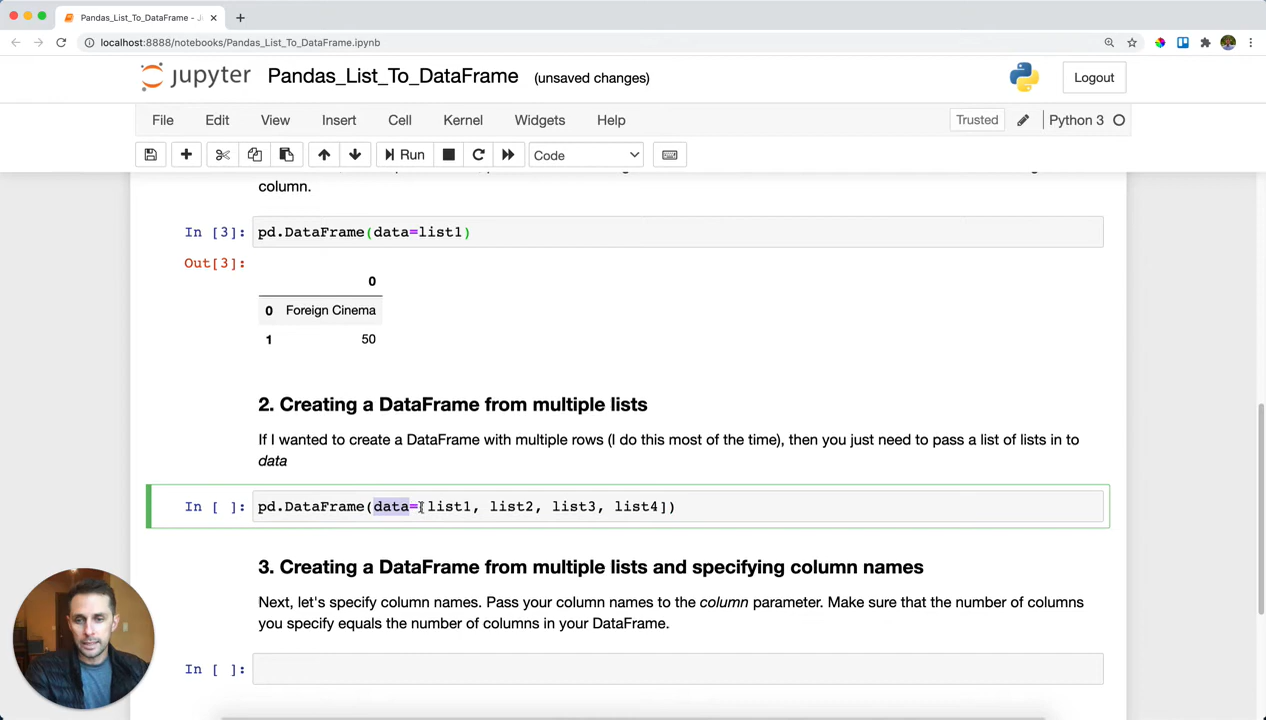 Pandas_List_To_DataFrame - J
localhost:8888/notebooks/Pandas_List_To_DataFrame.ipynb
jupyter Pandas_List_To_DataFrame (unsaved changes)
Logout
File Edit View Insert Cell Kernel Widgets Help
Trusted
Python 3
Run
Code
column.
In [3]: pd.DataFrame(data=list1)
Out[3]:
0
0 Foreign Cinema
1 50
2. Creating a DataFrame from multiple lists
If I wanted to create a DataFrame with multiple rows (I do this most of the time), then you just need to pass a list of lists in to
data
In [ ]: pd.DataFrame(data=[list1, list2, list3, list4])
3. Creating a DataFrame from multiple lists and specifying column names
Next, let's specify column names. Pass your column names to the column parameter. Make sure that the number of columns
you specify equals the number of columns in your DataFrame.
In [ ]: